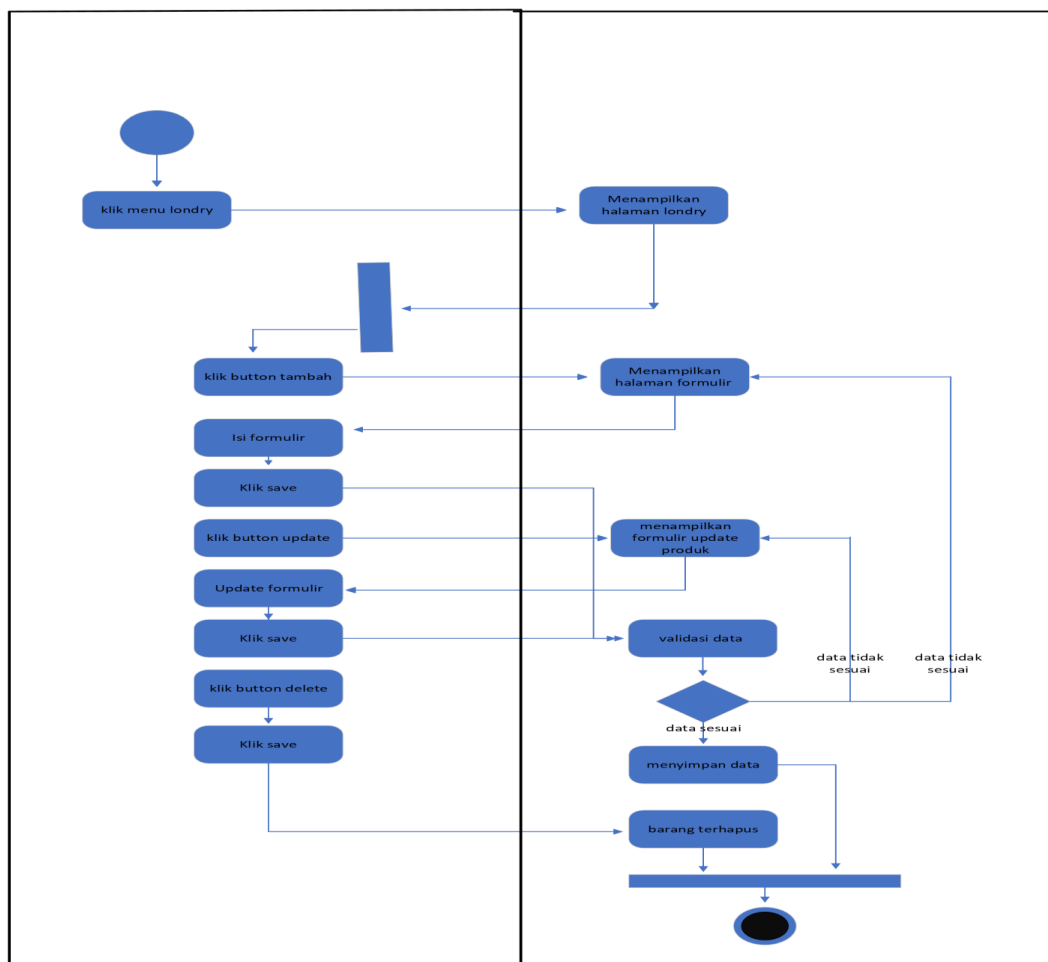 klik menu londry
Menampilkan
halaman londry
klik button tambah
Menampilkan
halaman formulir
Isi formulir
Klik save
klik button update
menampilkan
formulir update
produk
Update formulir
Klik save
validasi data
data tidak
sesuai
data tidak
sesuai
klik button delete
data sesuai
Klik save
menyimpan data
barang terhapus